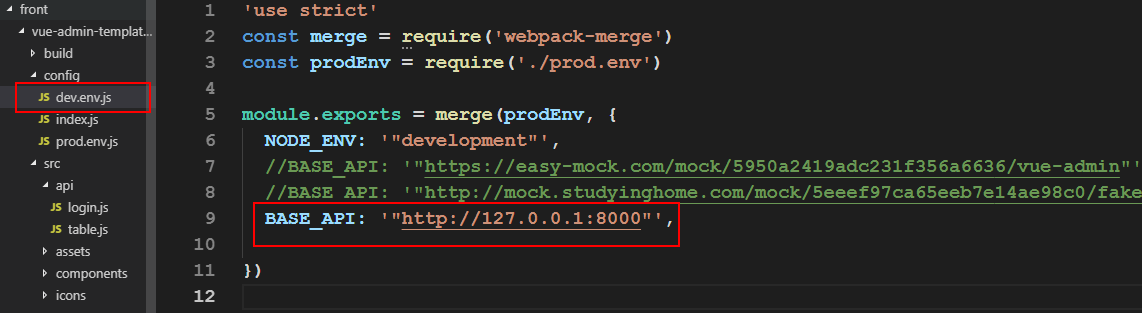 front
vue-admin-templat...
build
config
JS dev.env.js
JS index.js
JS prod.env.js
src
api
JS login.js
JS table.js
assets
components
icons
1 'use strict'
2 const merge = require('webpack-merge')
3 const prodEnv = require('./prod.env')
4
5 module.exports = merge(prodEnv, {
6 NODE_ENV: '"development"',
7 //BASE_API: '"https://easy-mock.com/mock/5950a2419adc231f356a6636/vue-admin"'
8 //BASE_API: '"http://mock.studyinghome.com/mock/5eeef97ca65eeb7e14ae98c0/fake
9 BASE_API: '"http://127.0.0.1:8000"',
10
11 })
12